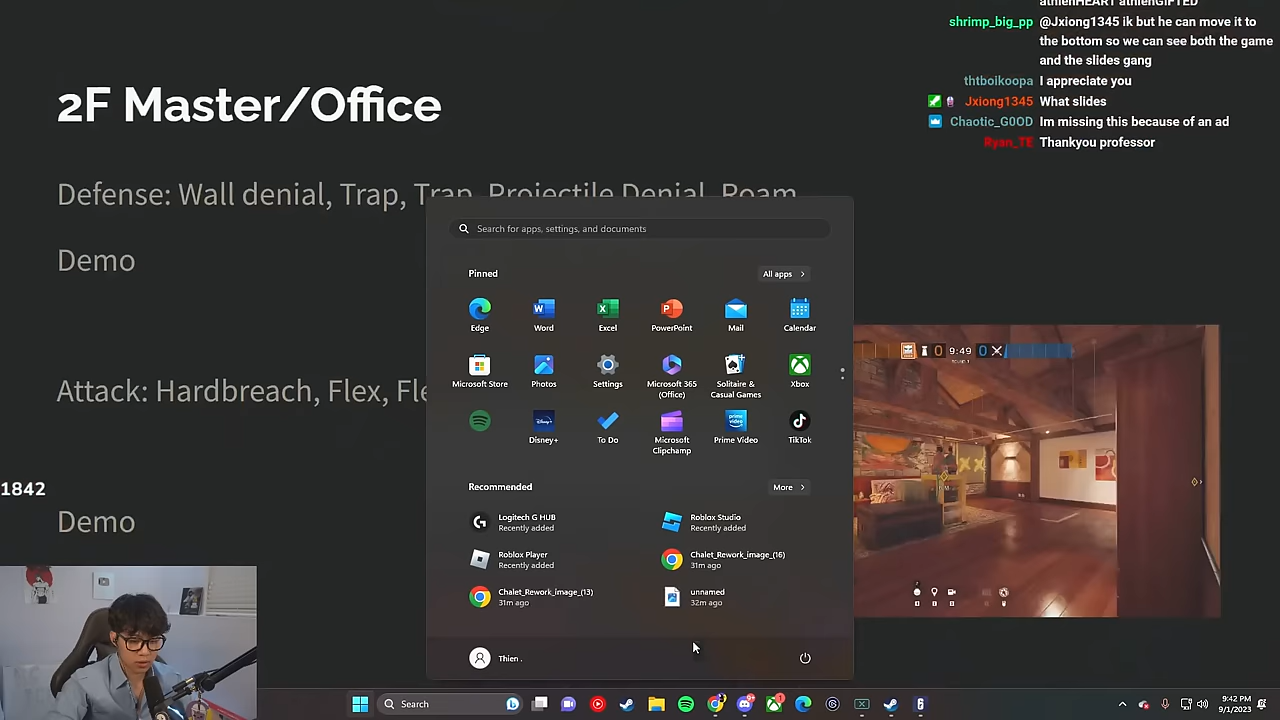 athienHEART athienGIFTED
shrimp_big_pp @Jxiong1345 ik but he can move it to
the bottom so we can see both the game
and the slides gang
thtboikoopa I appreciate you
Jxiong1345 What slides
Chaotic_G0OD Im missing this because of an ad
Ryan_TE Thankyou professor
2F Master/Office
Defense: Wall denial, Trap, Trap, Projectile Denial, Roam
Demo
Attack: Hardbreach, Flex, Fle
1842
Demo
Search for apps, settings, and documents
Pinned
All apps
Edge Word Excel PowerPoint Mail Calendar
Microsoft Store Photos Settings Microsoft 365 (Office) Solitaire & Casual Games Xbox
Disney+ To Do Microsoft Clipchamp Prime Video TikTok
Recommended
More
Logitech G HUB
Recently added
Roblox Studio
Recently added
Roblox Player
Recently added
Chalet_Rework_image_(16)
31m ago
Chalet_Rework_image_(13)
31m ago
unnamed
32m ago
Thien .
0 9:49 0
Search
9:42 PM
9/1/2023